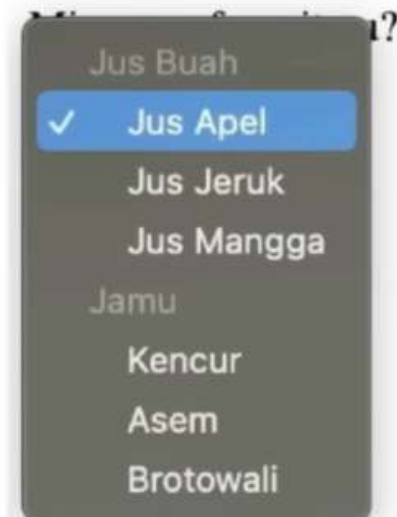 Jus Buah
✓ Jus Apel
Jus Jeruk
Jus Mangga
Jamu
Kencur
Asem
Brotowali